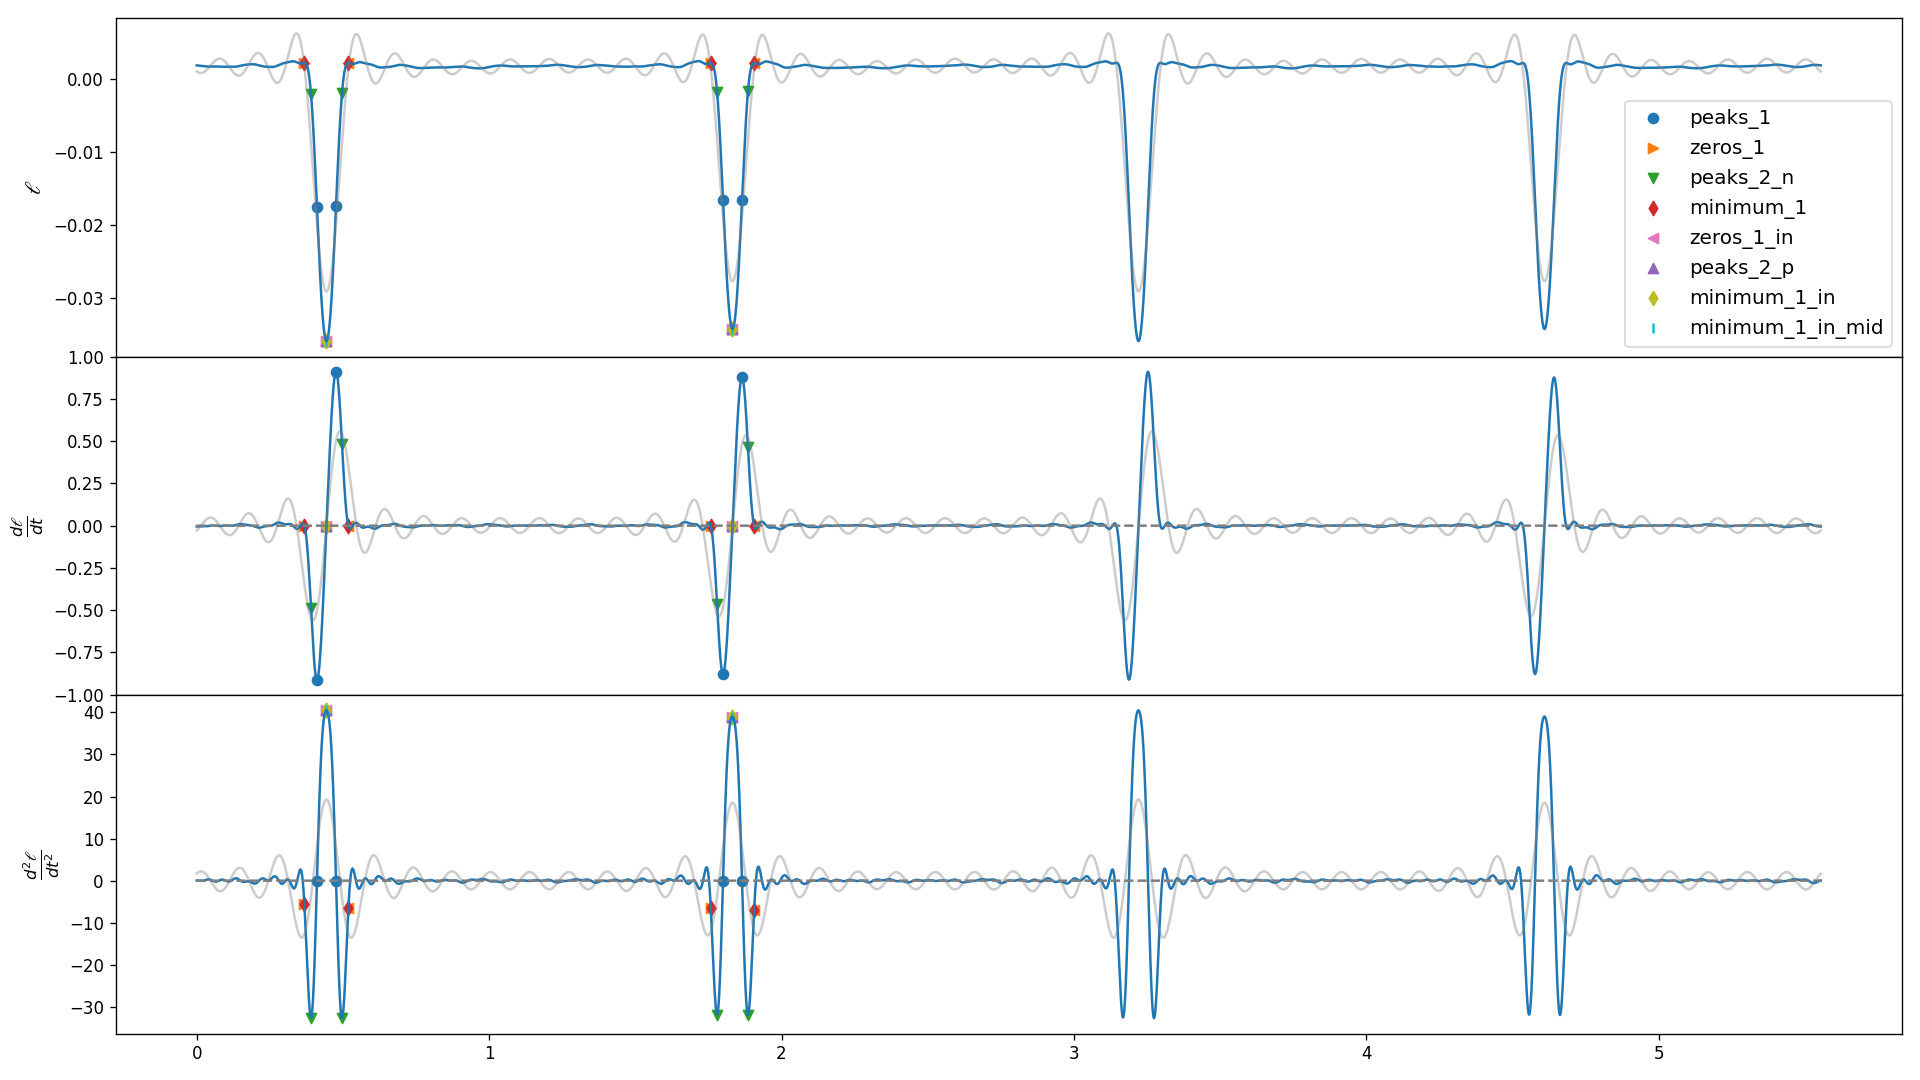 0.00
−0.01
−0.02
−0.03
ℓ
peaks_1
zeros_1
peaks_2_n
minimum_1
zeros_1_in
peaks_2_p
minimum_1_in
minimum_1_in_mid
1.00
0.75
0.50
0.25
0.00
−0.25
−0.50
−0.75
−1.00
dℓ
dt
40
30
20
10
0
−10
−20
−30
d²ℓ
dt²
0 1 2 3 4 5